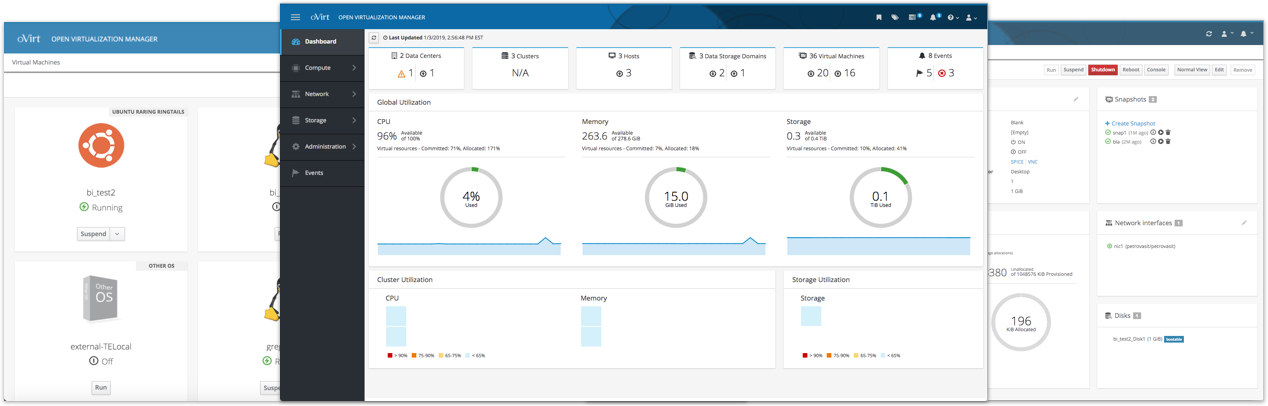 oVirt OPEN VIRTUALIZATION MANAGER
Virtual Machines
UBUNTU RARING RINGTAILS
bi_test2
Running
Suspend
OTHER OS
Other OS
external-TELocal
Off
Run
bi_
greg
oVirt OPEN VIRTUALIZATION MANAGER
Dashboard
Compute
Network
Storage
Administration
Events
Last Updated 1/3/2019, 2:56:48 PM EST
2 Data Centers
1 1
3 Clusters
N/A
3 Hosts
3
3 Data Storage Domains
2 1
36 Virtual Machines
20 16
8 Events
5 3
Global Utilization
CPU
96% Available
of 100%
Virtual resources - Committed: 71%, Allocated: 171%
4%
Used
Memory
263.6 Available
of 278.6 GiB
Virtual resources - Committed: 7%, Allocated: 18%
15.0
GiB Used
Storage
0.3 Available
of 0.4 TiB
Virtual resources - Committed: 10%, Allocated: 41%
0.1
TiB Used
Cluster Utilization
CPU
Memory
> 90% 75-90% 65-75% < 65%
Storage Utilization
Storage
> 90% 75-90% 65-75% < 65%
Run Suspend Shutdown Reboot Console Normal View Edit Remove
Blank
[Empty]
ON
OFF
SPICE VNC
Desktop
1
1 GiB
Snapshots 2
Create Snapshot
snap1 (1M ago)
bla (2M ago)
Network interfaces 1
nic1 (petrovasit/petrovasit)
380 Unallocated
of 1048576 KiB Provisioned
196
KiB Allocated
Disks 1
bi_test2_Disk1 (1 GiB) bootable